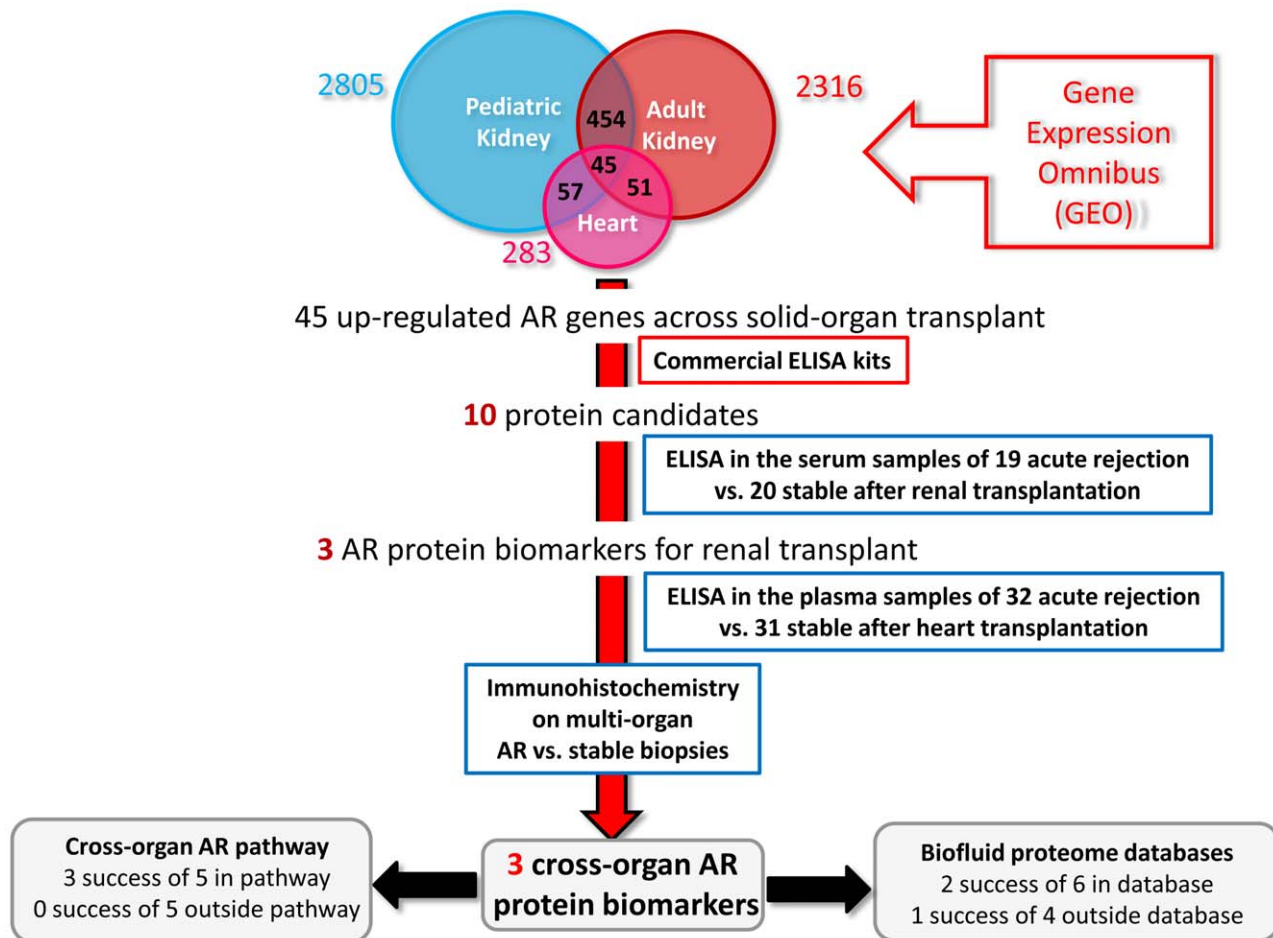 2805
Pediatric
Kidney
454
Adult
Kidney
2316
45
57
51
Heart
283
Gene
Expression
Omnibus
(GEO)
45 up-regulated AR genes across solid-organ transplant
Commercial ELISA kits
10 protein candidates
ELISA in the serum samples of 19 acute rejection
vs. 20 stable after renal transplantation
3 AR protein biomarkers for renal transplant
ELISA in the plasma samples of 32 acute rejection
vs. 31 stable after heart transplantation
Immunohistochemistry
on multi-organ
AR vs. stable biopsies
Cross-organ AR pathway
3 success of 5 in pathway
0 success of 5 outside pathway
3 cross-organ AR
protein biomarkers
Biofluid proteome databases
2 success of 6 in database
1 success of 4 outside database